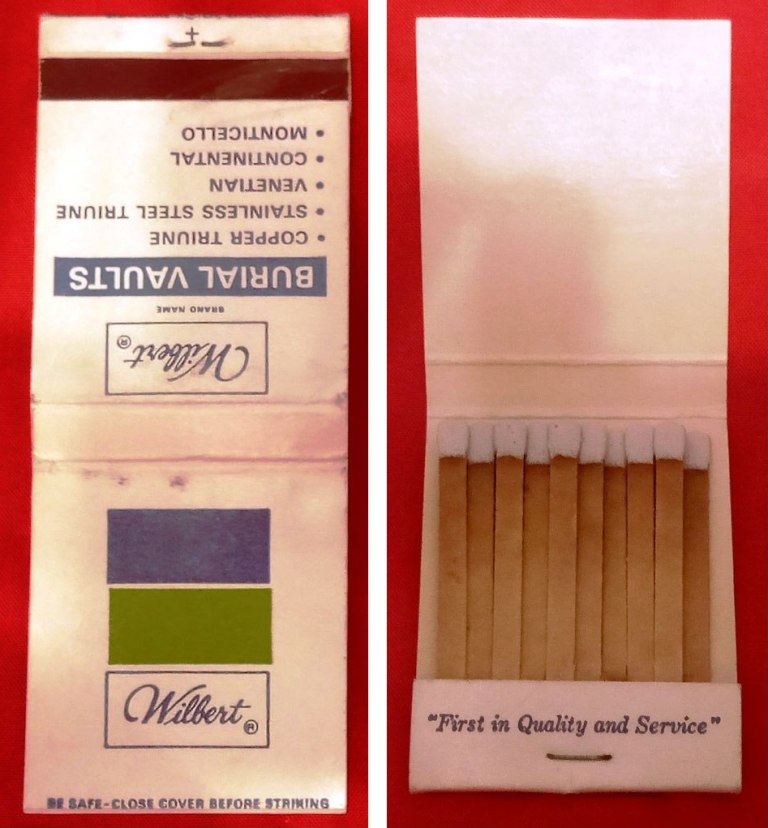 • MONTICELLO
• CONTINENTAL
• VENETIAN
• STAINLESS STEEL TRIUNE
• COPPER TRIUNE
BURIAL VAULTS
BRAND NAME
Wilbert®
Wilbert®
BE SAFE-CLOSE COVER BEFORE STRIKING
"First in Quality and Service"